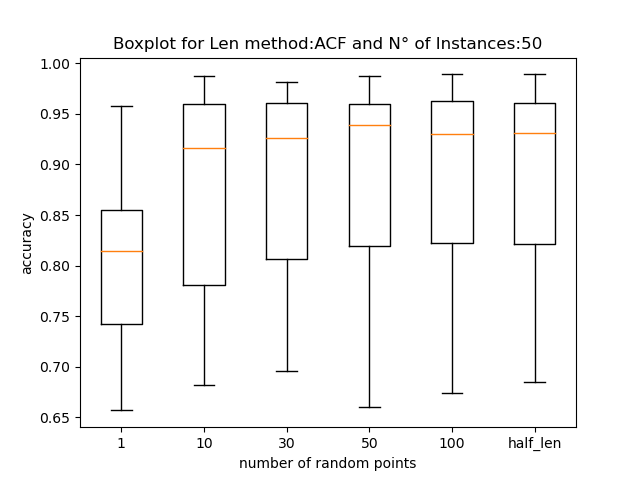 Boxplot for Len method:ACF and N° of Instances:50
1.00
0.95
0.90
0.85
0.80
0.75
0.70
0.65
accuracy
1 10 30 50 100 half_len
number of random points